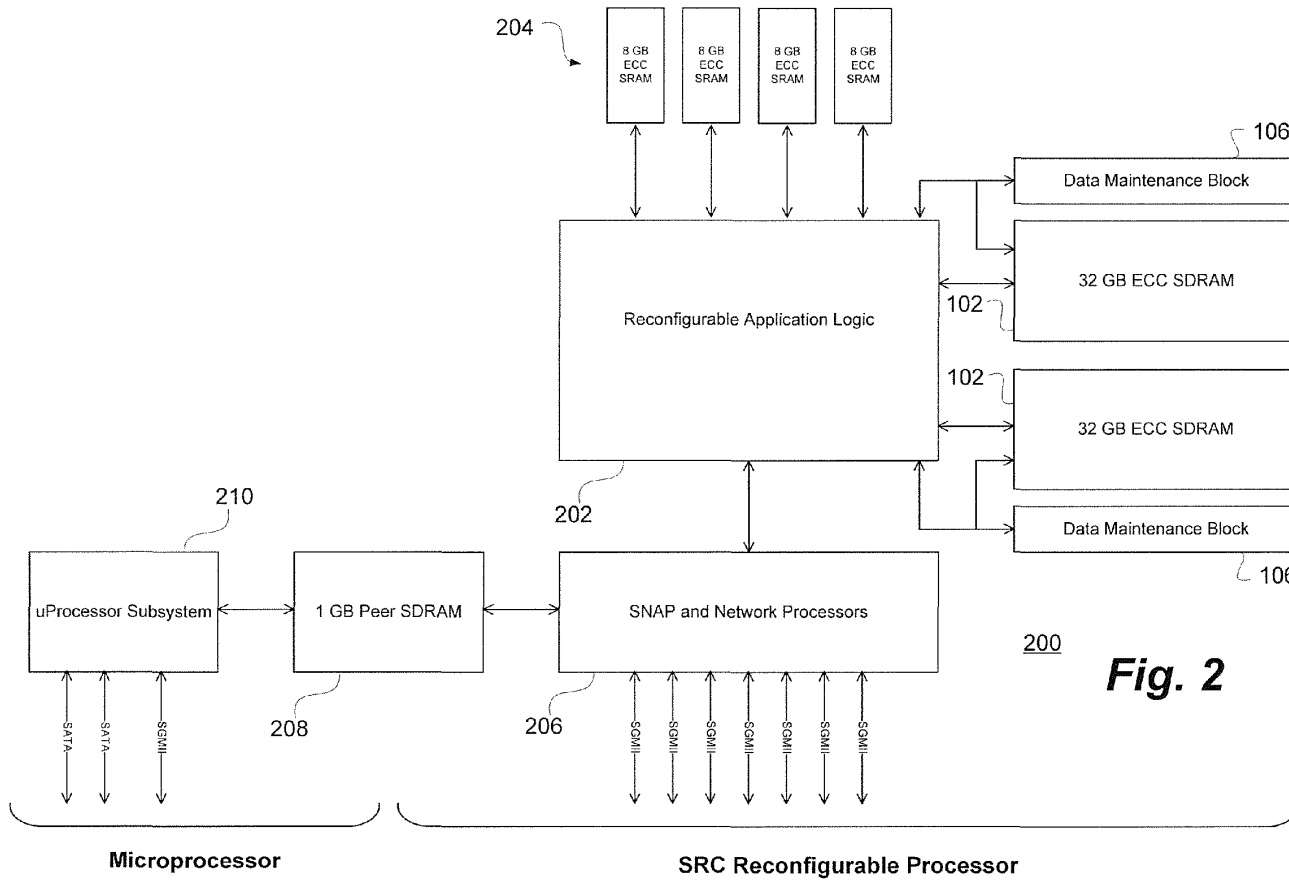 204
8 GB
ECC
SRAM
8 GB
ECC
SRAM
8 GB
ECC
SRAM
8 GB
ECC
SRAM
106
Data Maintenance Block
32 GB ECC SDRAM
102
Reconfigurable Application Logic
102
32 GB ECC SDRAM
202
Data Maintenance Block
106
210
uProcessor Subsystem
1 GB Peer SDRAM
SNAP and Network Processors
200
Fig. 2
208
206
SATA
SATA
SGMII
SGMII
SGMII
SGMII
SGMII
SGMII
SGMII
SGMII
Microprocessor
SRC Reconfigurable Processor